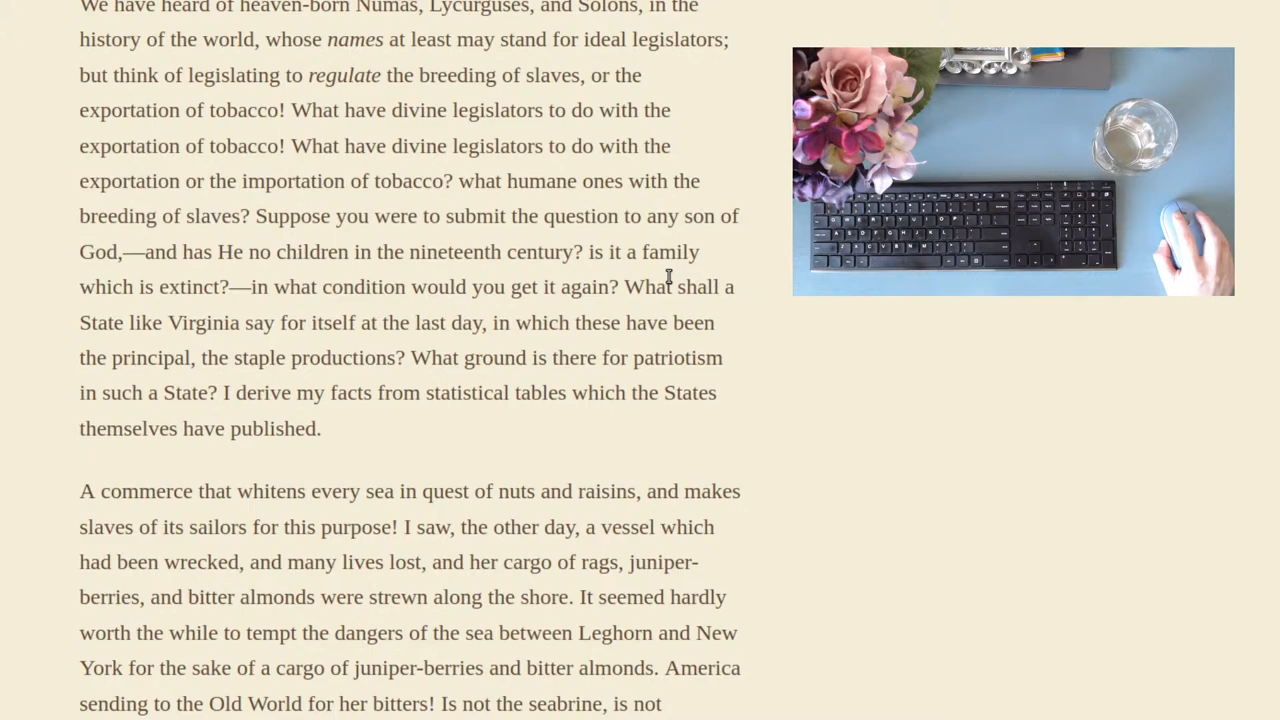 We have heard of heaven-born Numas, Lycurguses, and Solons, in the
history of the world, whose names at least may stand for ideal legislators;
but think of legislating to regulate the breeding of slaves, or the
exportation of tobacco! What have divine legislators to do with the
exportation of tobacco! What have divine legislators to do with the
exportation or the importation of tobacco? what humane ones with the
breeding of slaves? Suppose you were to submit the question to any son of
God,—and has He no children in the nineteenth century? is it a family
which is extinct?—in what condition would you get it again? What shall a
State like Virginia say for itself at the last day, in which these have been
the principal, the staple productions? What ground is there for patriotism
in such a State? I derive my facts from statistical tables which the States
themselves have published.
A commerce that whitens every sea in quest of nuts and raisins, and makes
slaves of its sailors for this purpose! I saw, the other day, a vessel which
had been wrecked, and many lives lost, and her cargo of rags, juniper-
berries, and bitter almonds were strewn along the shore. It seemed hardly
worth the while to tempt the dangers of the sea between Leghorn and New
York for the sake of a cargo of juniper-berries and bitter almonds. America
sending to the Old World for her bitters! Is not the seabrine, is not